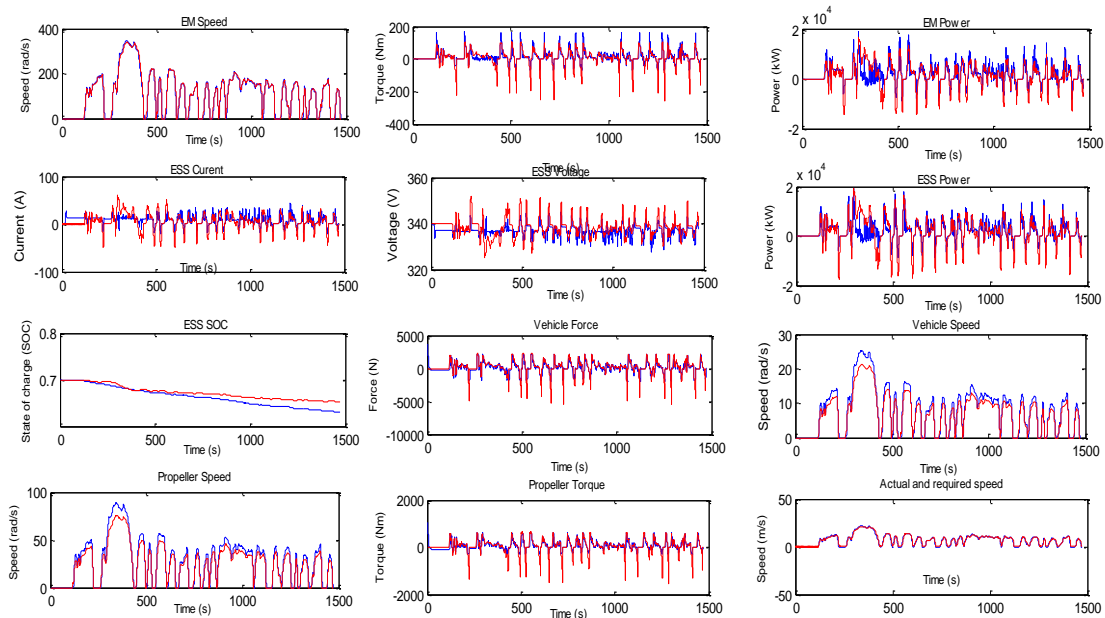 EM Speed
400
200
0
Speed (rad/s)
0 500 1000 1500
Time (s)
200
0
-200
-400
Torque (Nm)
0 500 1000 1500
Time (s)
EM Power
x 10^4
2
0
-2
Power (kW)
0 500 1000 1500
Time (s)
ESS Curent
100
0
-100
Current (A)
Time (s)
0 500 1000 1500
ESS Voltage
360
340
320
Voltage (V)
0 500 1000 1500
Time (s)
ESS Power
x 10^4
2
0
-2
Power (kW)
0 500 1000 1500
Time (s)
ESS SOC
0.8
0.7
State of charge (SOC)
0 500 1000 1500
Time (s)
Vehicle Force
5000
0
-5000
-10000
Force (N)
0 500 1000 1500
Time (s)
Vehicle Speed
30
20
10
0
Speed (rad/s)
0 500 1000 1500
Time (s)
Propeller Speed
100
50
0
Speed (rad/s)
0 500 1000 1500
Time (s)
Propeller Torque
2000
0
-2000
Torque (Nm)
0 500 1000 1500
Time (s)
Actual and required speed
50
0
-50
Speed (m/s)
Time (s)
0 500 1000 1500